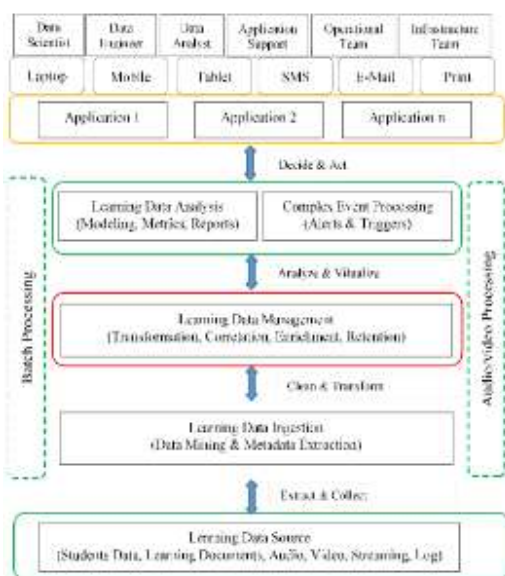 Data Scientist
Data Engineer
Data Analyst
Application Support
Operational Team
Infrastructure Team
Laptop
Mobile
Tablet
SMS
E-Mail
Print
Application 1
Application 2
Application n
Decide & Act
Learning Data Analysis
(Modeling, Metrics, Reports)
Complex Event Processing
(Alerts & Triggers)
Batch Processing
Audio/Video Processing
Analyze & Vitualize
Learning Data Management
(Transformation, Correlation, Enrichment, Retention)
Clean & Transform
Learning Data Ingestion
(Data Mining & Metadata Extraction)
Extract & Collect
Learning Data Source
(Students Data, Learning Documents, Audio, Video, Streaming, Log)